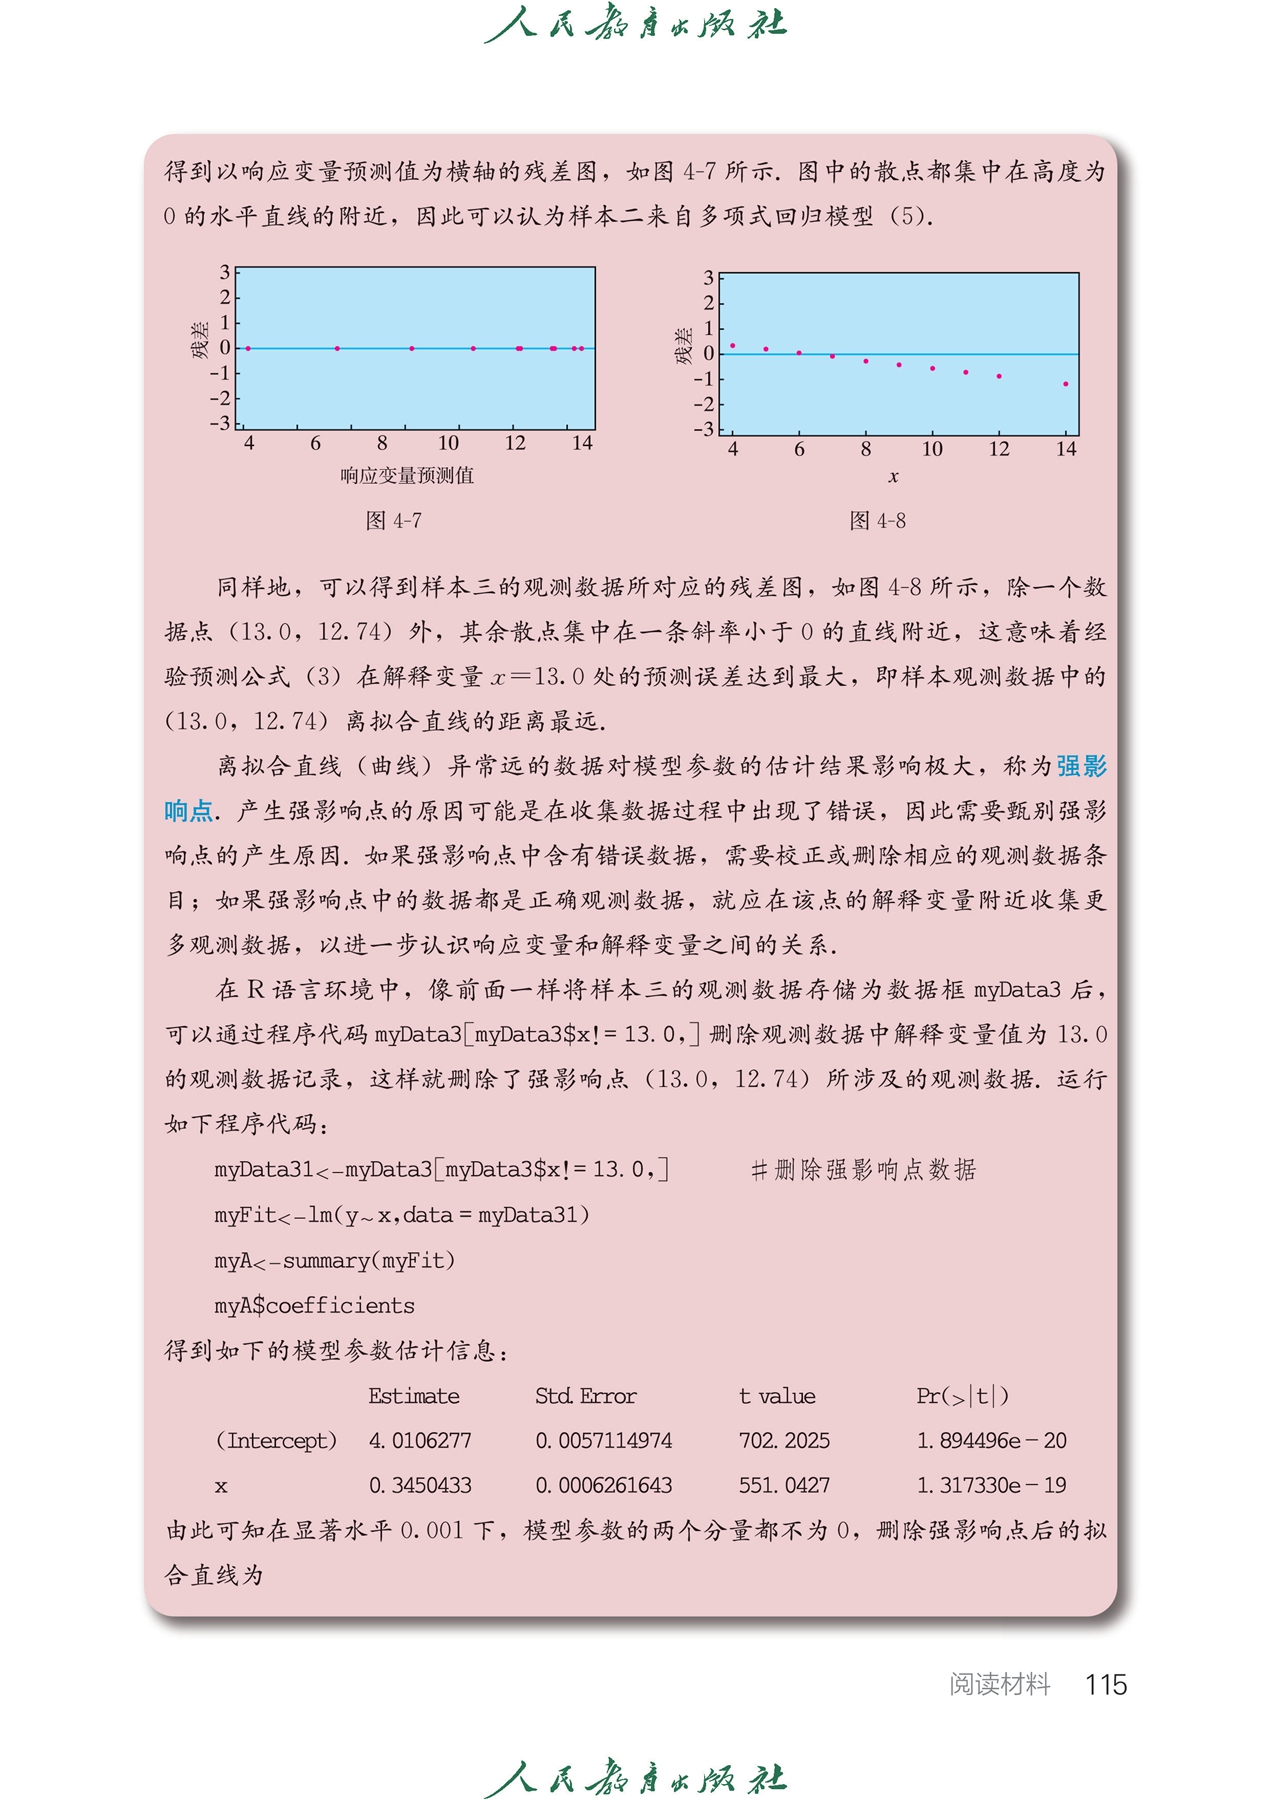 人民教育出版社
得到以响应变量预测值为横轴的残差图，如图 4-7 所示．图中的散点都集中在高度为
0 的水平直线的附近，因此可以认为样本二来自多项式回归模型（5）．
3
2
1
0
-1
-2
-3
残差
4 6 8 10 12 14
响应变量预测值
图 4-7
3
2
1
0
-1
-2
-3
残差
4 6 8 10 12 14
x
图 4-8
同样地，可以得到样本三的观测数据所对应的残差图，如图 4-8 所示，除一个数
据点（13.0，12.74）外，其余散点集中在一条斜率小于 0 的直线附近，这意味着经
验预测公式（3）在解释变量 x＝13.0 处的预测误差达到最大，即样本观测数据中的
（13.0，12.74）离拟合直线的距离最远．
离拟合直线（曲线）异常远的数据对模型参数的估计结果影响极大，称为强影
响点．产生强影响点的原因可能是在收集数据过程中出现了错误，因此需要甄别强影
响点的产生原因．如果强影响点中含有错误数据，需要校正或删除相应的观测数据条
目；如果强影响点中的数据都是正确观测数据，就应在该点的解释变量附近收集更
多观测数据，以进一步认识响应变量和解释变量之间的关系．
在 R 语言环境中，像前面一样将样本三的观测数据存储为数据框 myData3 后，
可以通过程序代码 myData3[myData3$x!=13.0,] 删除观测数据中解释变量值为 13.0
的观测数据记录，这样就删除了强影响点（13.0，12.74）所涉及的观测数据．运行
如下程序代码：
myData31<-myData3[myData3$x!=13.0,] #删除强影响点数据
myFit<-lm(y~x,data=myData31)
myA<-summary(myFit)
myA$coefficients
得到如下的模型参数估计信息：
Estimate Std.Error t value Pr(>|t|)
(Intercept) 4.0106277 0.0057114974 702.2025 1.894496e-20
x 0.3450433 0.0006261643 551.0427 1.317330e-19
由此可知在显著水平 0.001 下，模型参数的两个分量都不为 0，删除强影响点后的拟
合直线为
阅读材料 115
人民教育出版社